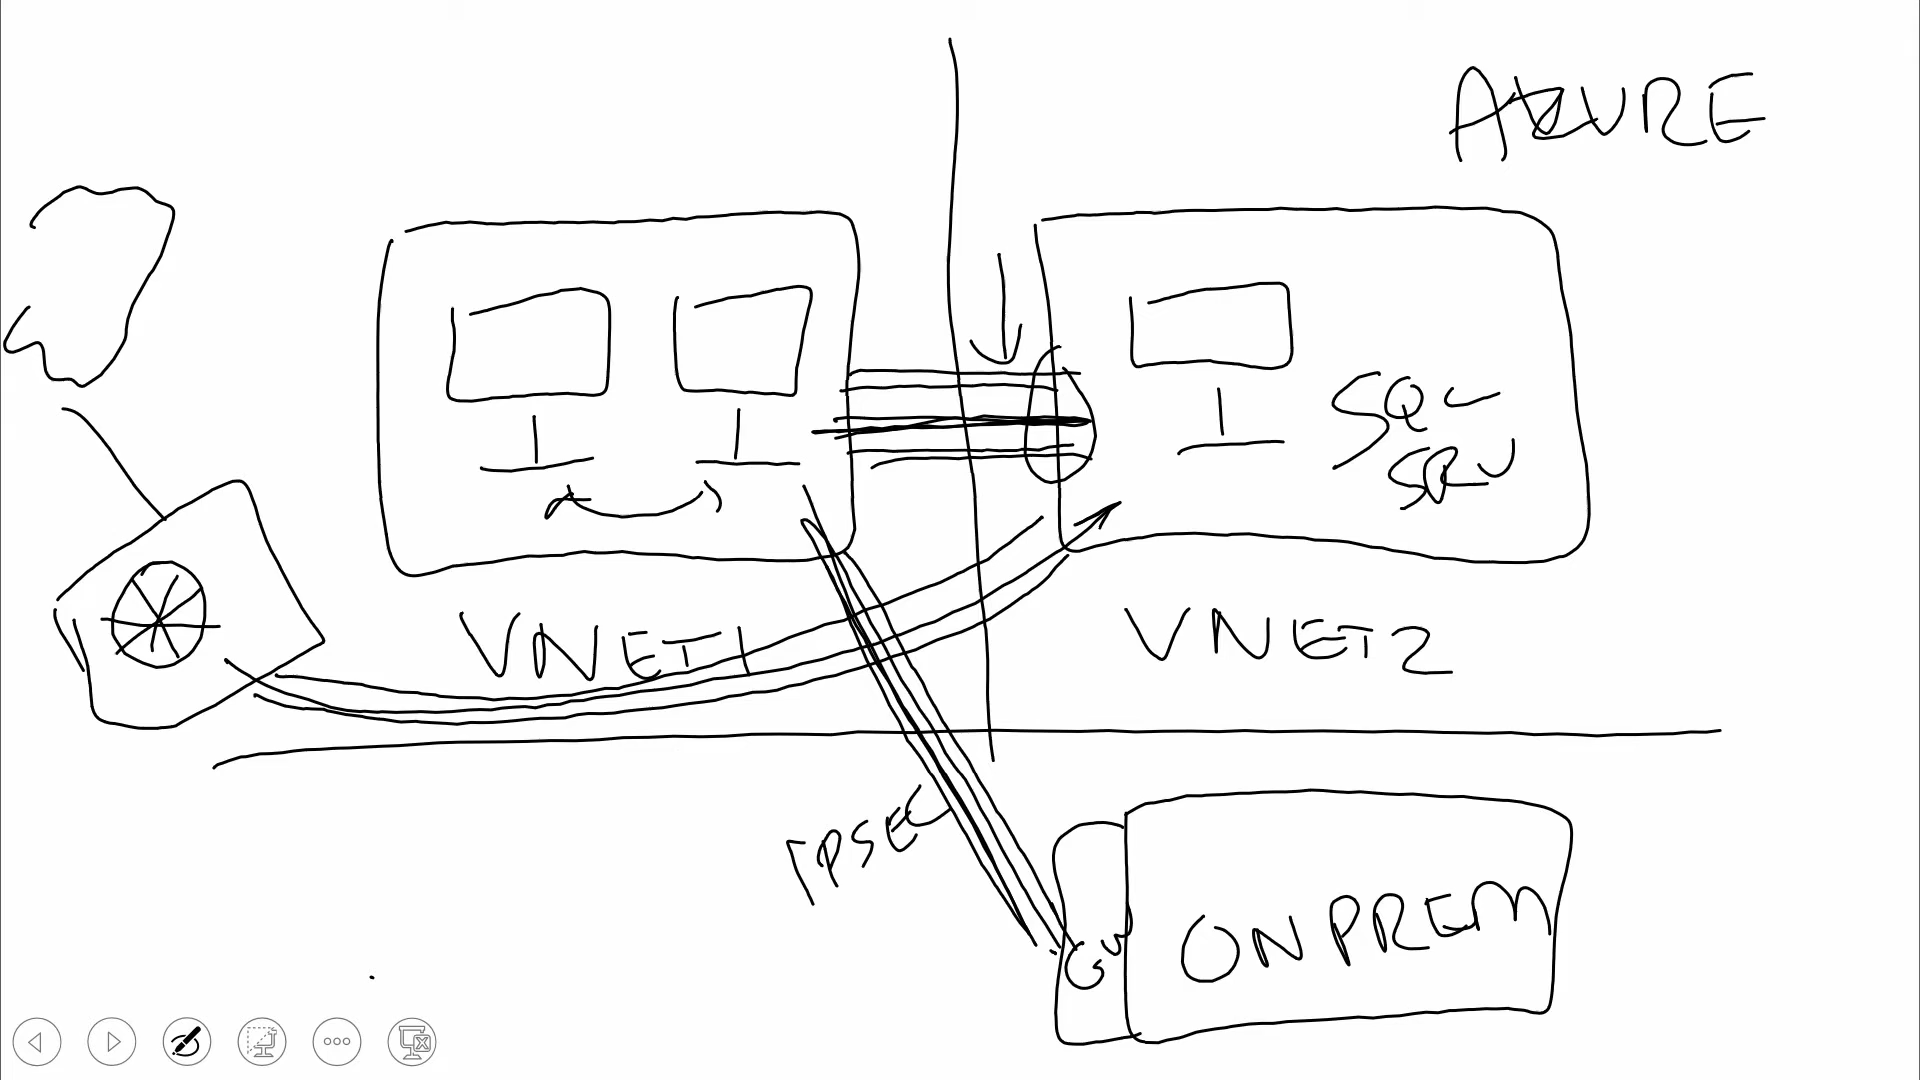 AZURE
SQL
SRV
VNET1
VNET2
IPSEC
GW
ONPREM